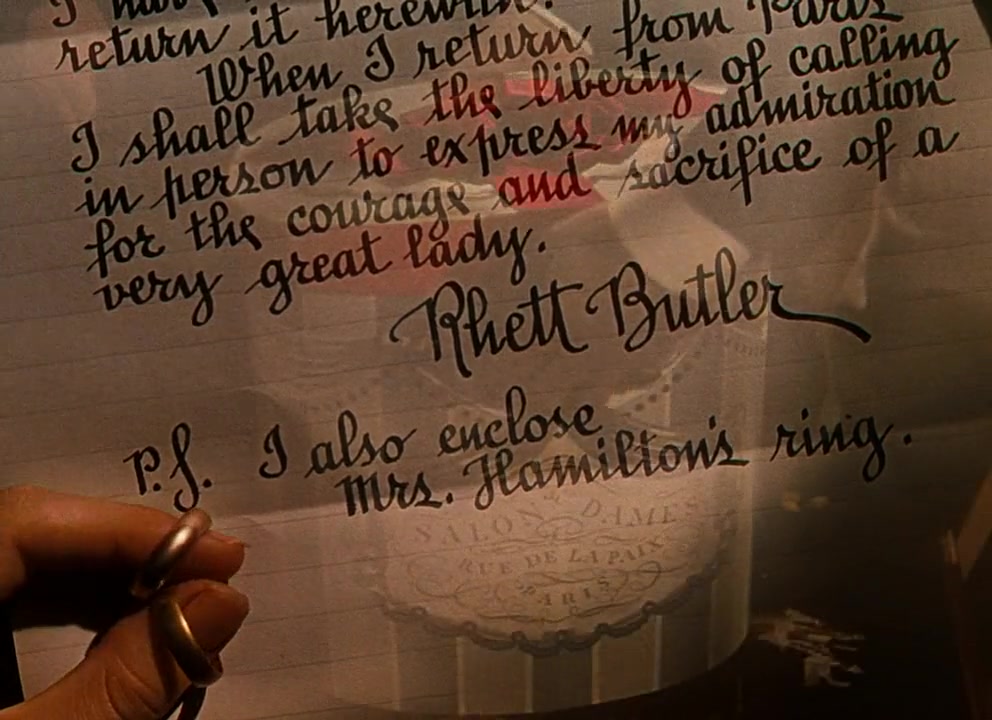 return it herewith.
When I return from Paris
I shall take the liberty of calling
in person to express my admiration
for the courage and sacrifice of a
very great lady.
Rhett Butler
P.S. I also enclose
Mrs. Hamilton's ring.
SALON DAMES
RUE DE LA PAIX
PARIS